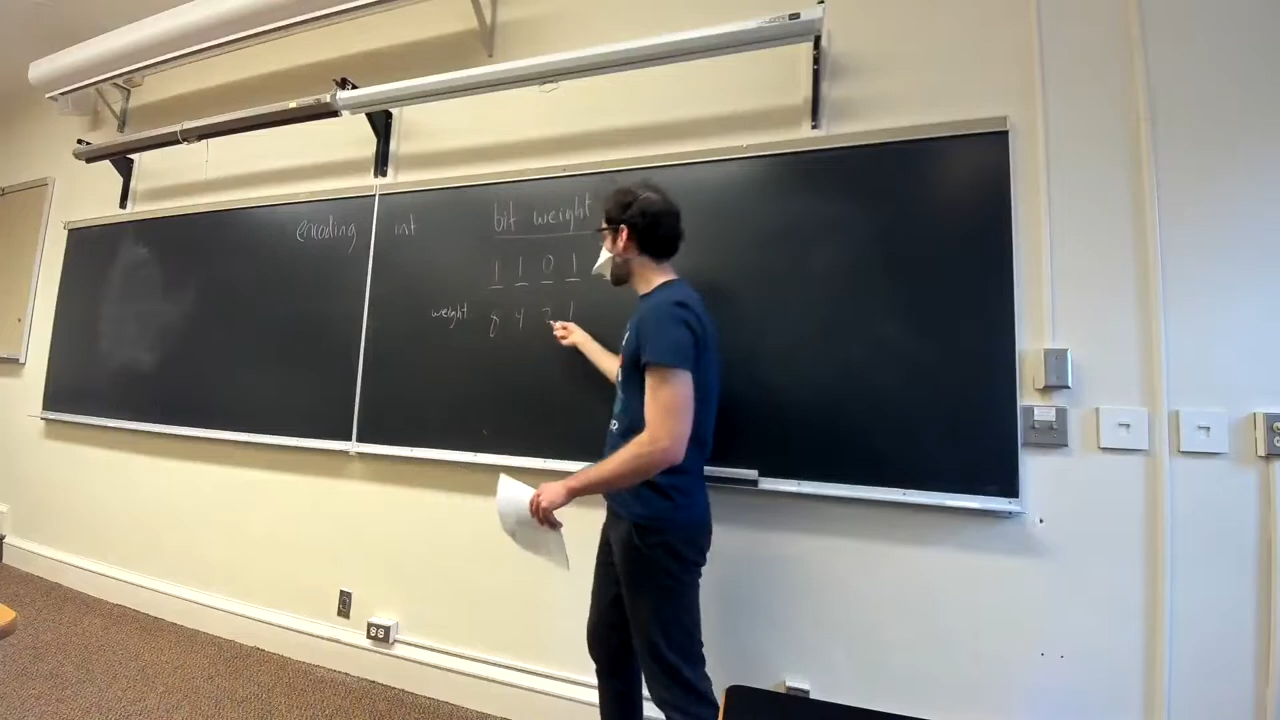 encoding int
bit weight
1 1 0 1
weight 8 4 2 1